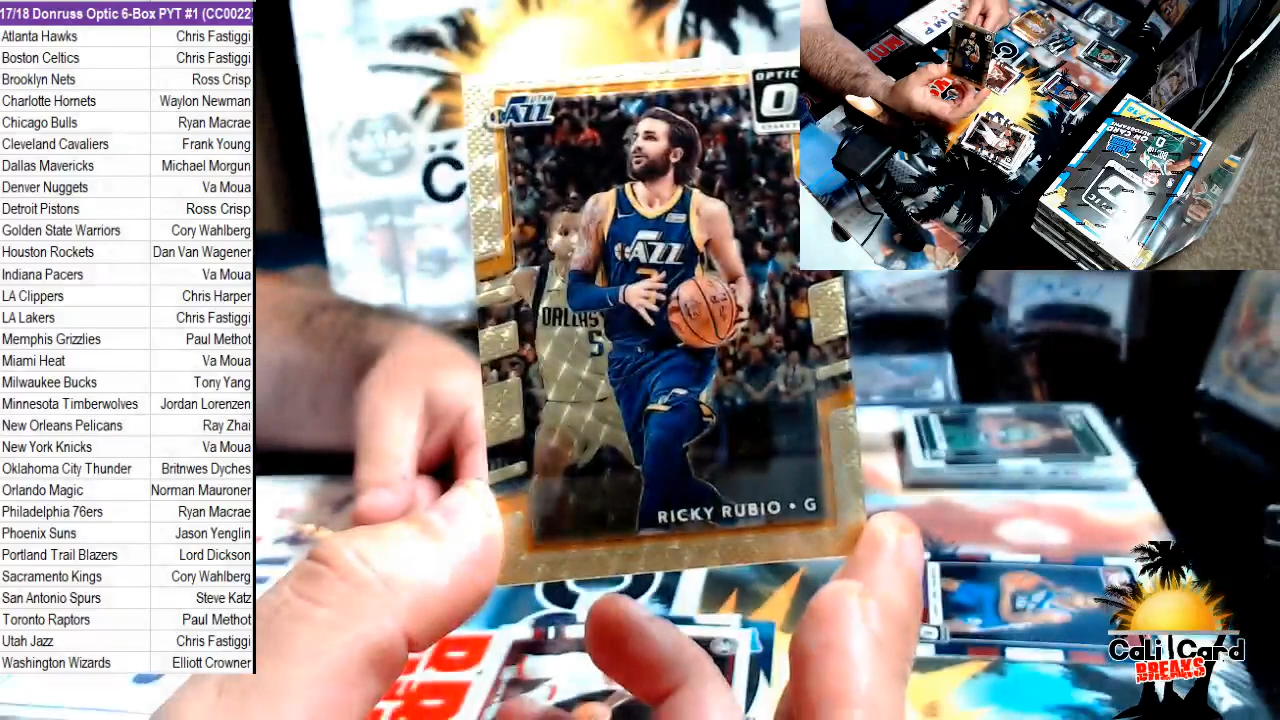 17/18 Donruss Optic 6-Box PYT #1 (CC0022
Atlanta Hawks Chris Fastiggi
Boston Celtics Chris Fastiggi
Brooklyn Nets Ross Crisp
Charlotte Hornets Waylon Newman
Chicago Bulls Ryan Macrae
Cleveland Cavaliers Frank Young
Dallas Mavericks Michael Morgun
Denver Nuggets Va Moua
Detroit Pistons Ross Crisp
Golden State Warriors Cory Wahlberg
Houston Rockets Dan Van Wagener
Indiana Pacers Va Moua
LA Clippers Chris Harper
LA Lakers Chris Fastiggi
Memphis Grizzlies Paul Methot
Miami Heat Va Moua
Milwaukee Bucks Tony Yang
Minnesota Timberwolves Jordan Lorenzen
New Orleans Pelicans Ray Zhai
New York Knicks Va Moua
Oklahoma City Thunder Britnwes Dyches
Orlando Magic Norman Mauroner
Philadelphia 76ers Ryan Macrae
Phoenix Suns Jason Yenglin
Portland Trail Blazers Lord Dickson
Sacramento Kings Cory Wahlberg
San Antonio Spurs Steve Katz
Toronto Raptors Paul Methot
Utah Jazz Chris Fastiggi
Washington Wizards Elliott Crowner
UTAH
JAZZ
OPTIC
O
JAZZ
DALLAS
5
RICKY RUBIO • G
Cali Card
BREAKS